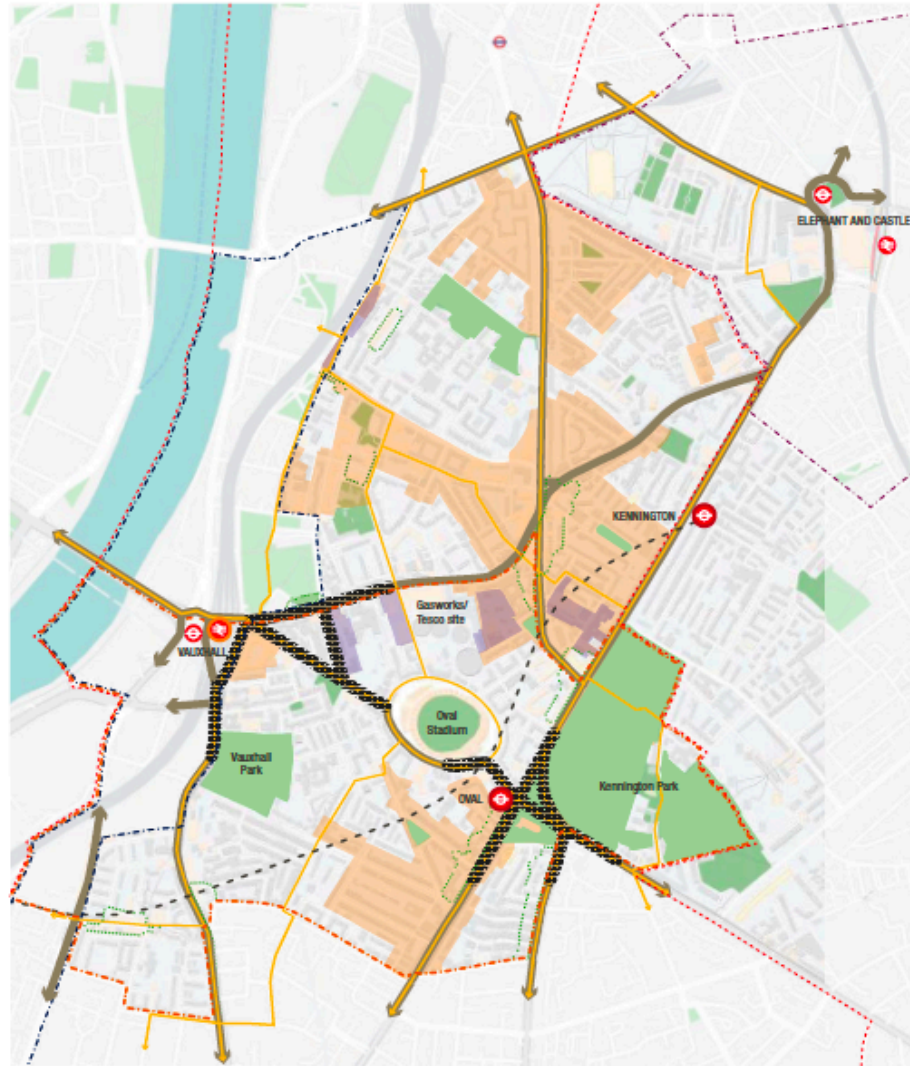 ELEPHANT AND CASTLE
KENNINGTON
Gasworks/
Tesco site
VAUXHALL
Oval
Stadium
Vauxhall
Park
Kennington Park
OVAL